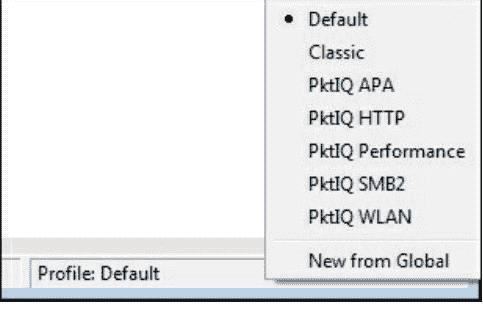 Default
Classic
PktIQ APA
PktIQ HTTP
PktIQ Performance
PktIQ SMB2
PktIQ WLAN
New from Global
Profile: Default